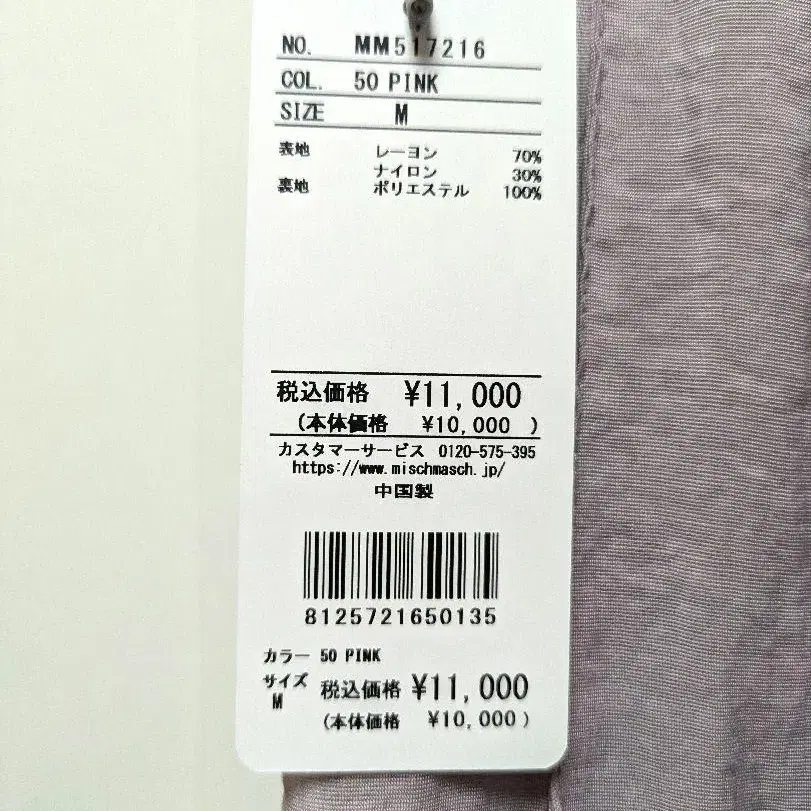 NO. MM517216
COL. 50 PINK
SIZE M
表地 レーヨン 70%
ナイロン 30%
裏地 ポリエステル 100%
税込価格 ¥11,000
(本体価格 ¥10,000 )
カスタマーサービス 0120-575-395
https://www.mischmasch.jp/
中国製
8125721650135
カラー 50 PINK
サイズ M 税込価格 ¥11,000
(本体価格 ¥10,000 )